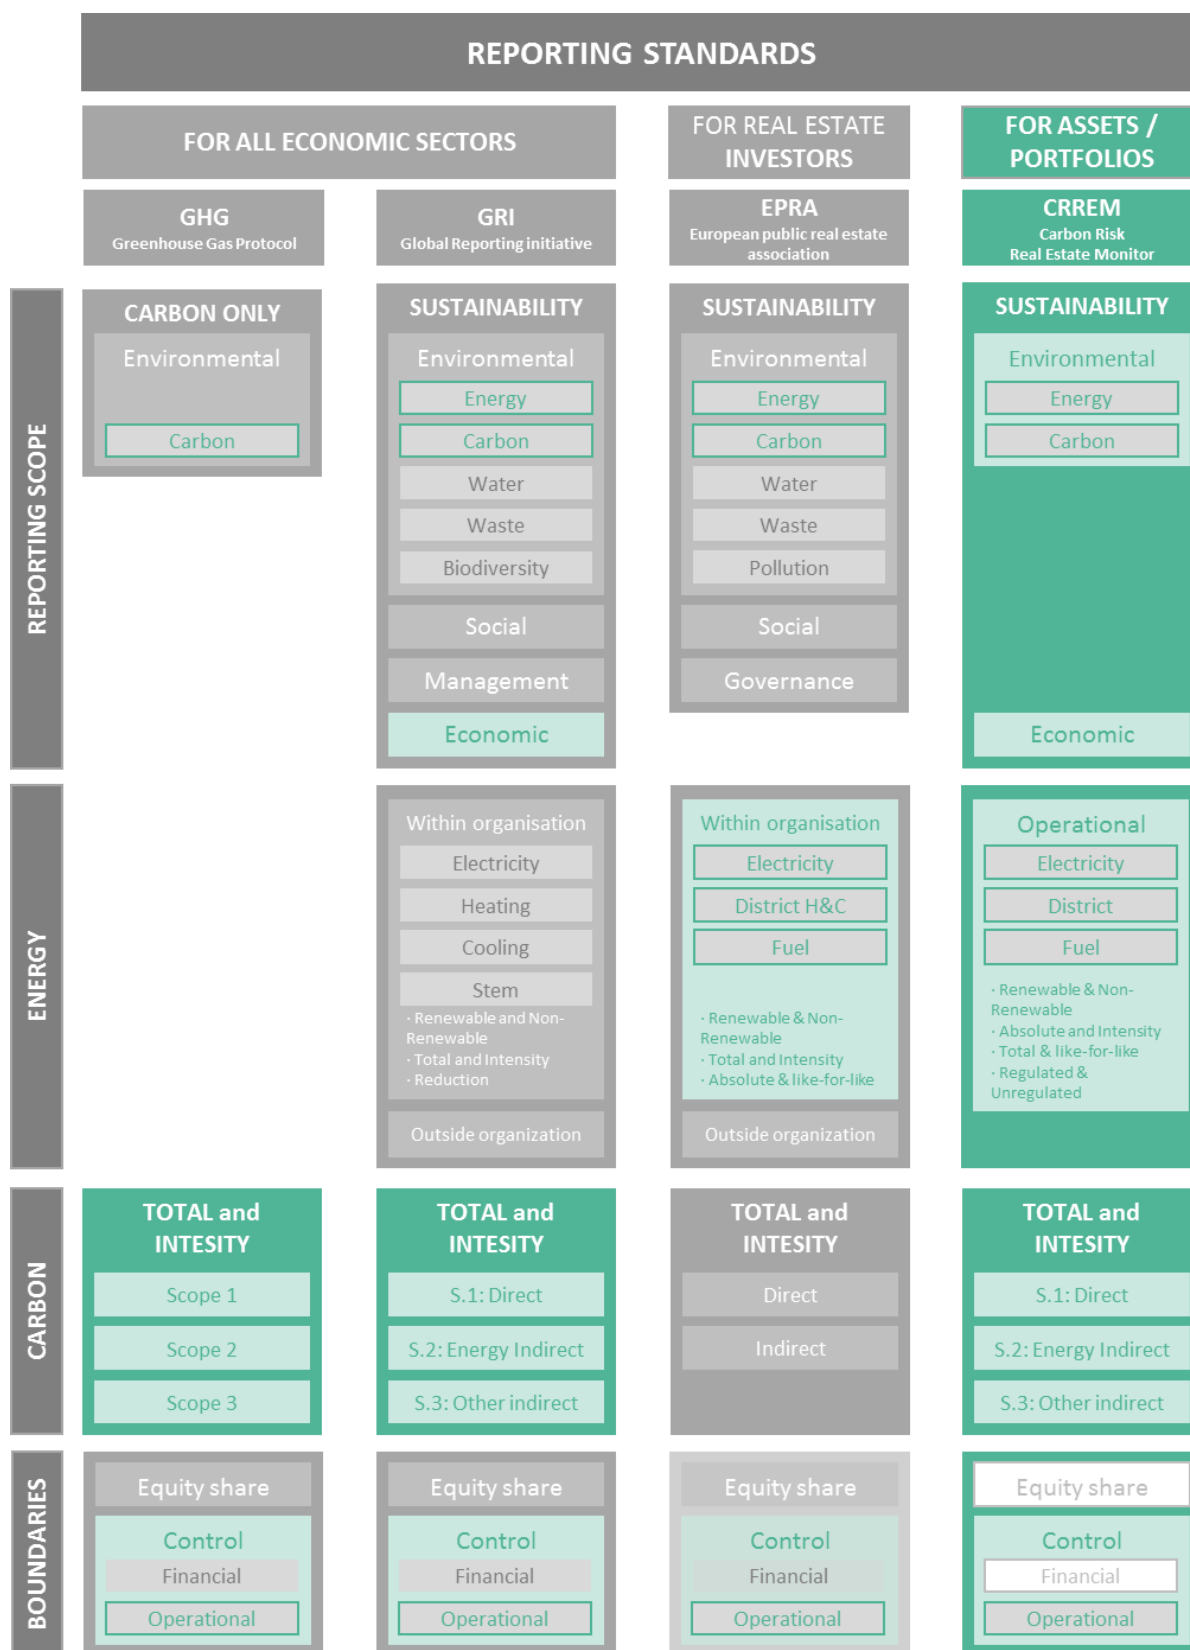 REPORTING STANDARDS
FOR ALL ECONOMIC SECTORS
FOR REAL ESTATE
INVESTORS
FOR ASSETS /
PORTFOLIOS
GHG
Greenhouse Gas Protocol
GRI
Global Reporting initiative
EPRA
European public real estate
association
CRREM
Carbon Risk
Real Estate Monitor
REPORTING SCOPE
CARBON ONLY
Environmental
Carbon
SUSTAINABILITY
Environmental
Energy
Carbon
Water
Waste
Biodiversity
Social
Management
Economic
SUSTAINABILITY
Environmental
Energy
Carbon
Water
Waste
Pollution
Social
Governance
SUSTAINABILITY
Environmental
Energy
Carbon
Economic
ENERGY
Within organisation
Electricity
Heating
Cooling
Stem
· Renewable and Non-
Renewable
· Total and Intensity
· Reduction
Outside organization
Within organisation
Electricity
District H&C
Fuel
· Renewable & Non-
Renewable
· Total and Intensity
· Absolute & like-for-like
Outside organization
Operational
Electricity
District
Fuel
· Renewable & Non-
Renewable
· Absolute and Intensity
· Total & like-for-like
· Regulated &
Unregulated
CARBON
TOTAL and
INTESITY
Scope 1
Scope 2
Scope 3
TOTAL and
INTESITY
S.1: Direct
S.2: Energy Indirect
S.3: Other indirect
TOTAL and
INTESITY
Direct
Indirect
TOTAL and
INTESITY
S.1: Direct
S.2: Energy Indirect
S.3: Other indirect
BOUNDARIES
Equity share
Control
Financial
Operational
Equity share
Control
Financial
Operational
Equity share
Control
Financial
Operational
Equity share
Control
Financial
Operational